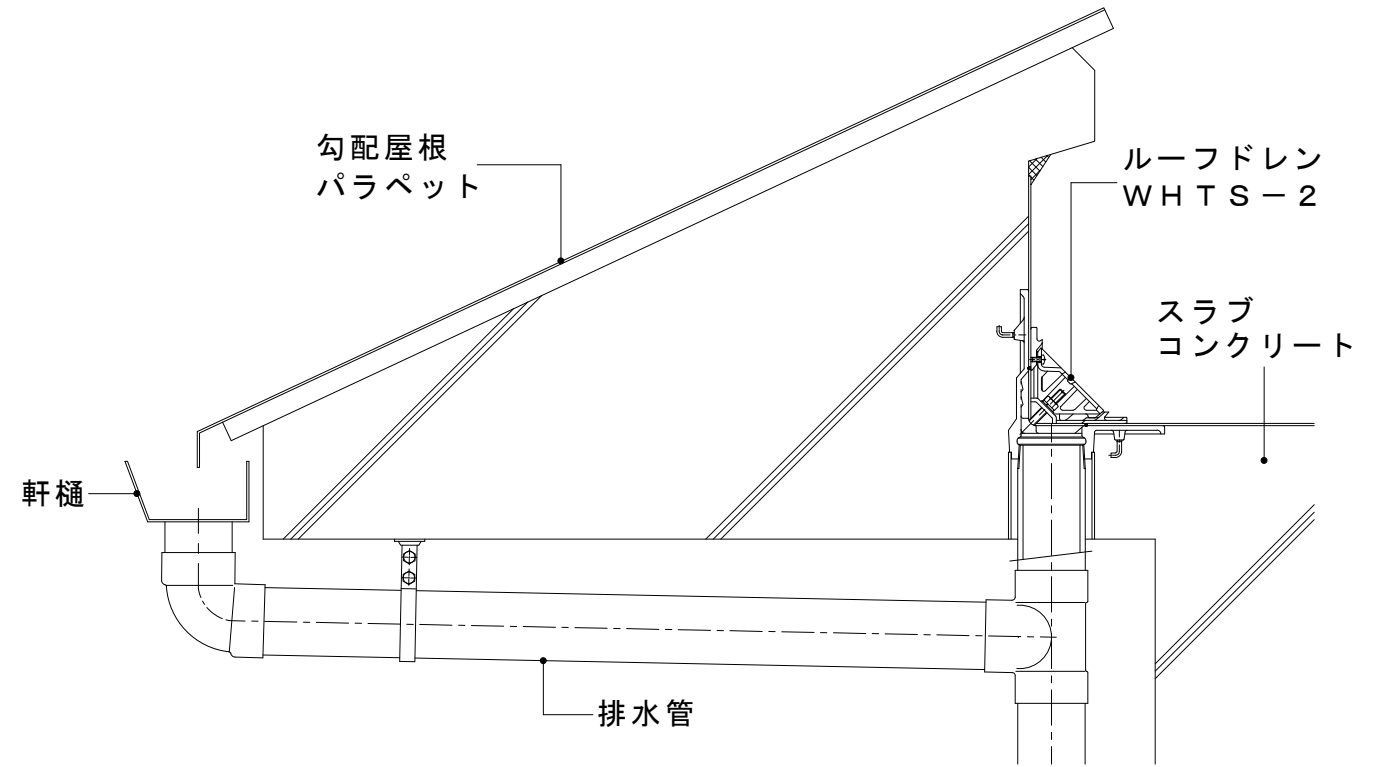 勾配屋根
パラペット
ルーフドレン
ＷＨＴＳ－２
スラブ
コンクリート
軒樋
排水管